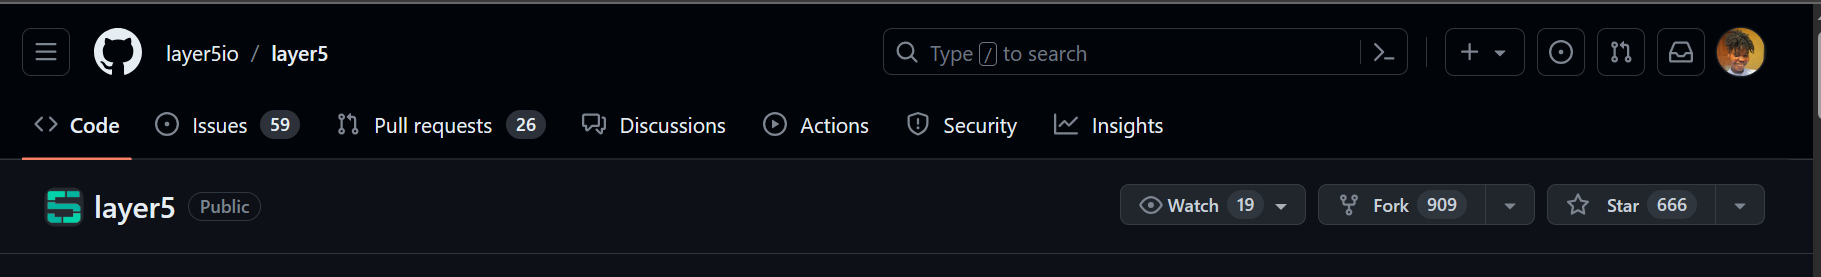 layer5io / layer5 Type / to search
Code Issues 59 Pull requests 26 Discussions Actions Security Insights
layer5 Public Watch 19 Fork 909 Star 666